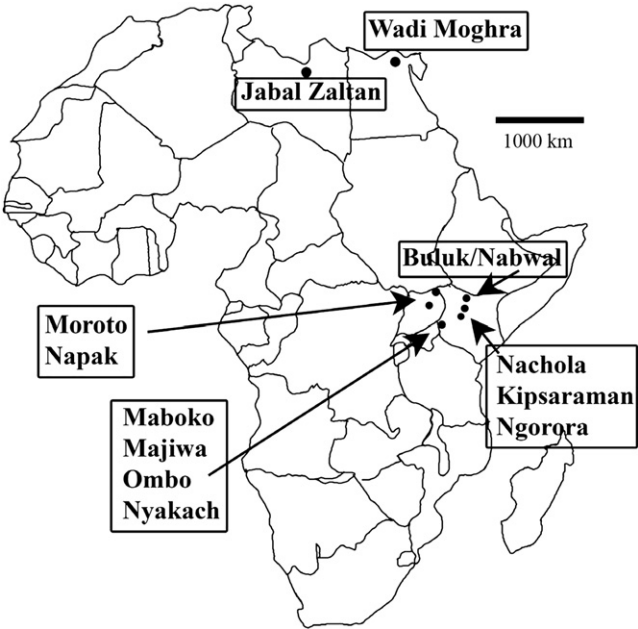 Wadi Moghra
Jabal Zaltan
1000 km
Buluk/Nabwal
Moroto
Napak
Nachola
Kipsaraman
Ngorora
Maboko
Majiwa
Ombo
Nyakach